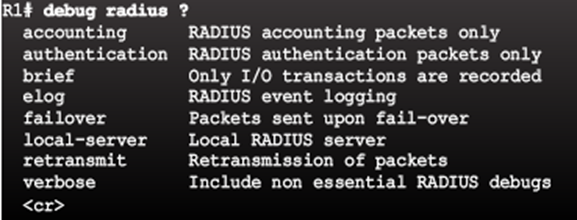 R1# debug radius ?
accounting RADIUS accounting packets only
authentication RADIUS authentication packets only
brief Only I/O transactions are recorded
elog RADIUS event logging
failover Packets sent upon fail-over
local-server Local RADIUS server
retransmit Retransmission of packets
verbose Include non essential RADIUS debugs
<cr>